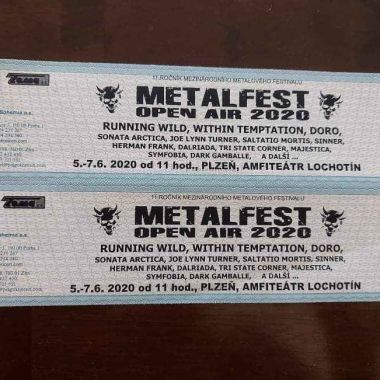 11.ROČNÍK MEZINÁRODNÍHO METALOVÉHO FESTIVALU
METALFEST
OPEN AIR 2020
RUNNING WILD, WITHIN TEMPTATION, DORO,
SONATA ARCTICA, JOE LYNN TURNER, SALTATIO MORTIS, SINNER,
HERMAN FRANK, DALRIADA, TRI STATE CORNER, MAJESTICA,
SYMFOBIA, DARK GAMBALLE, A DALŠÍ ...
5.-7.6. 2020 od 11 hod., PLZEŇ, AMFITEÁTR LOCHOTÍN
11.ROČNÍK MEZINÁRODNÍHO METALOVÉHO FESTIVALU
METALFEST
OPEN AIR 2020
RUNNING WILD, WITHIN TEMPTATION, DORO,
SONATA ARCTICA, JOE LYNN TURNER, SALTATIO MORTIS, SINNER,
HERMAN FRANK, DALRIADA, TRI STATE CORNER, MAJESTICA,
SYMFOBIA, DARK GAMBALLE, A DALŠÍ ...
5.-7.6. 2020 od 11 hod., PLZEŇ, AMFITEÁTR LOCHOTÍN